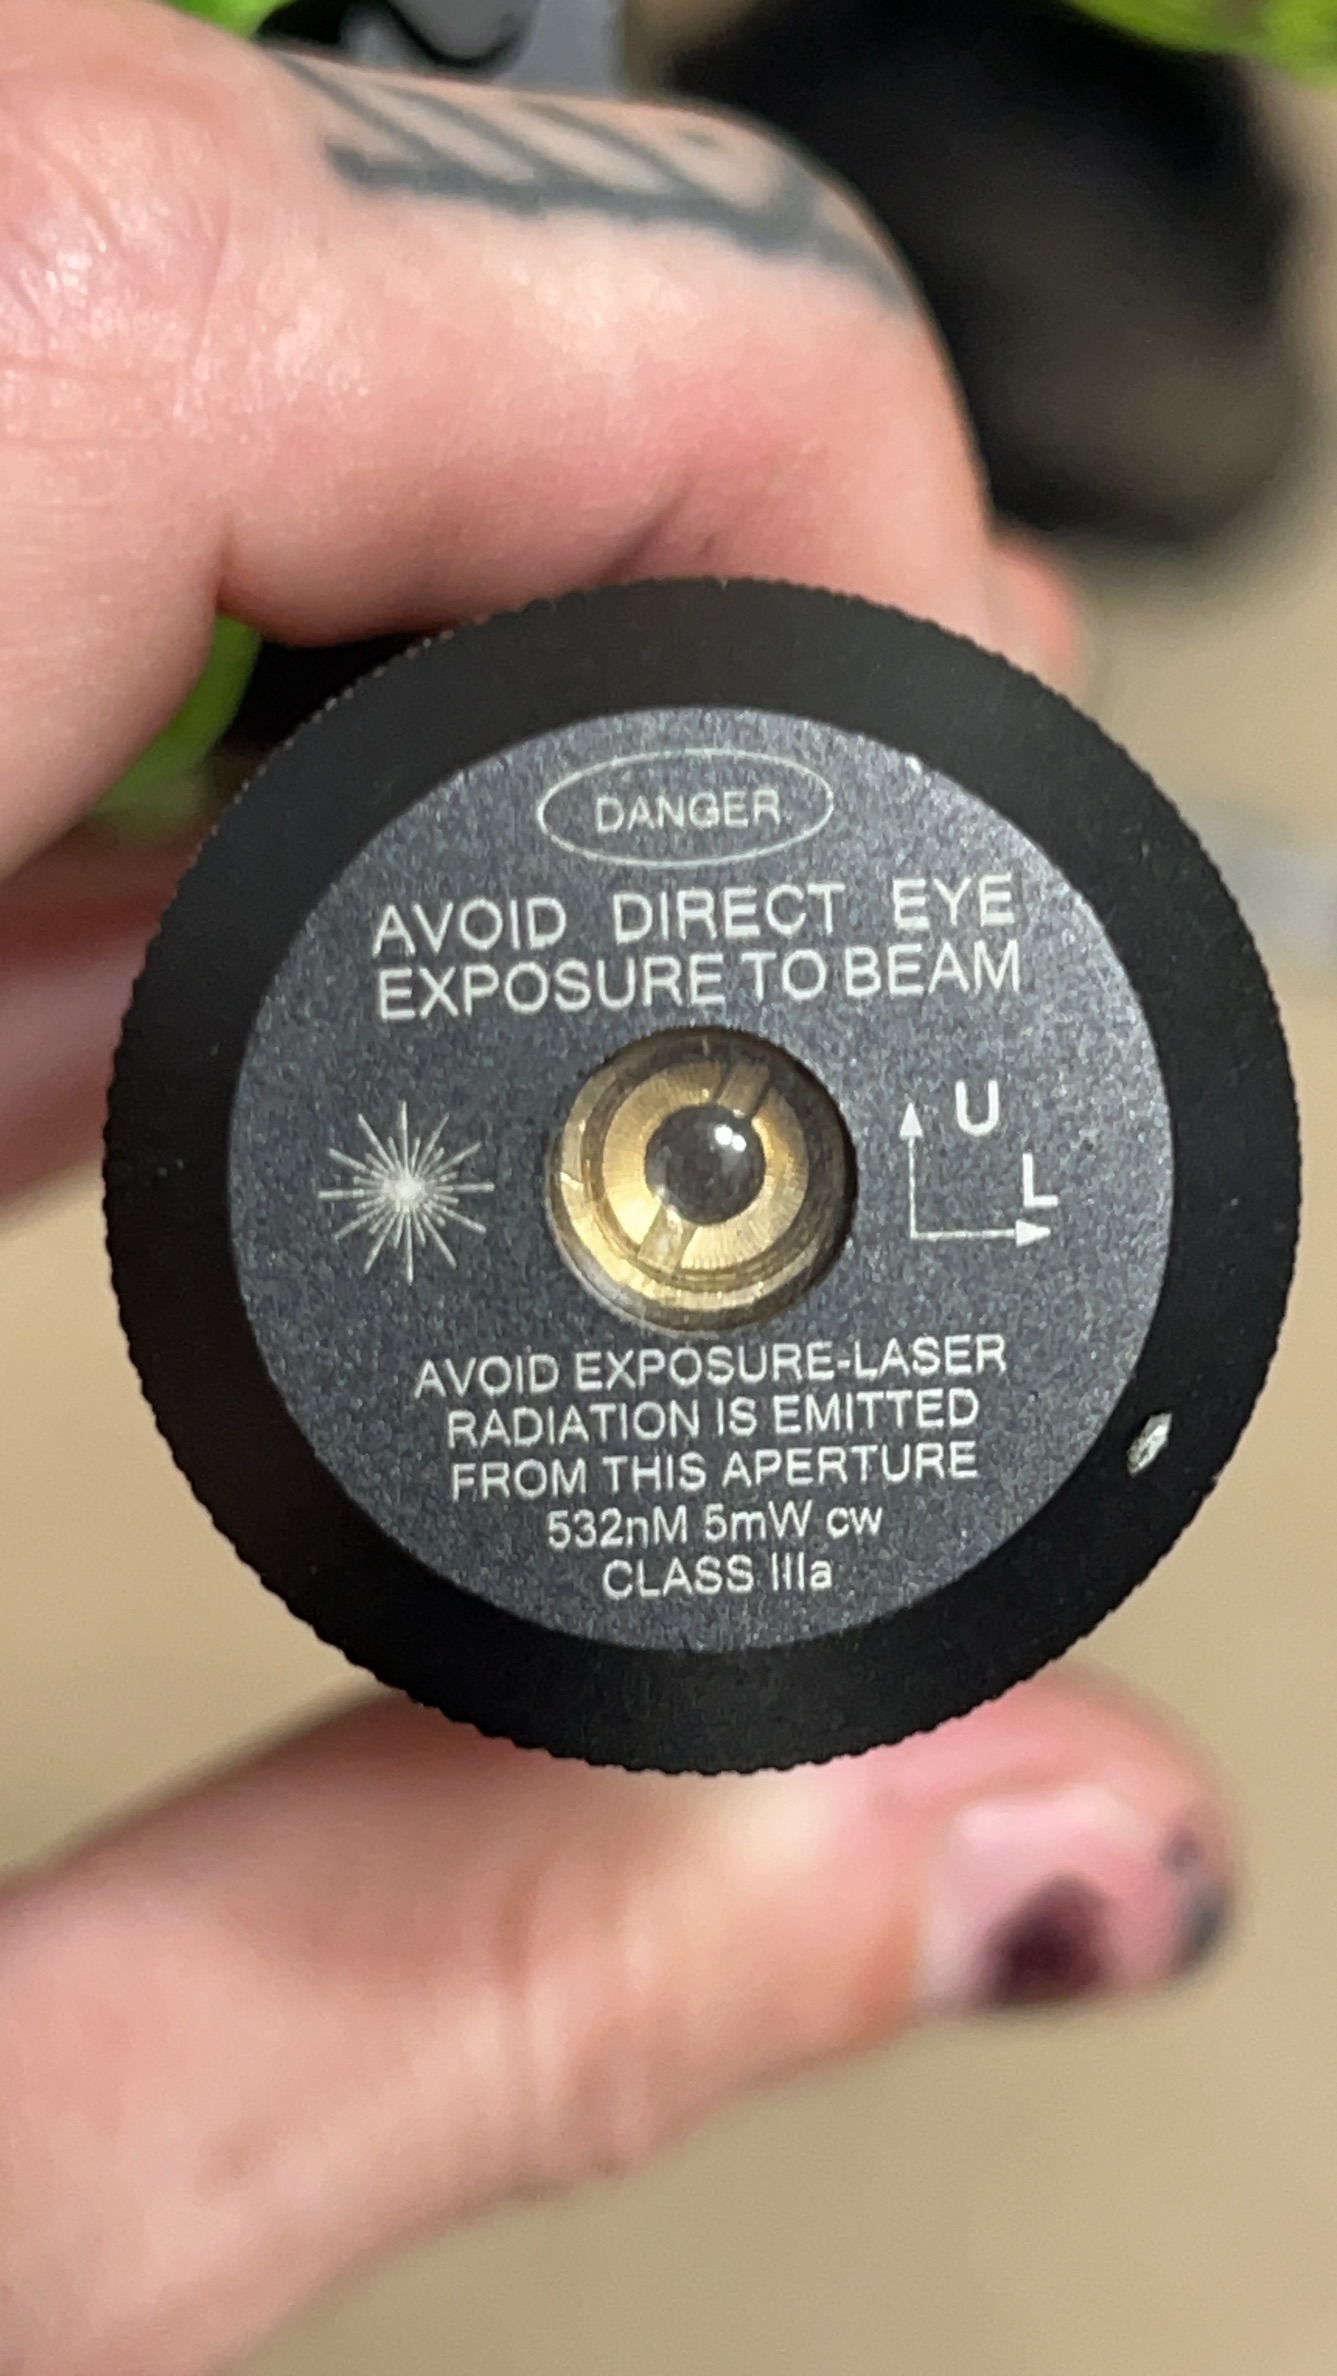 DANGER
AVOID DIRECT EYE
EXPOSURE TO BEAM
U
L
AVOID EXPOSURE-LASER
RADIATION IS EMITTED
FROM THIS APERTURE
532nM 5mW cw
CLASS IIIa